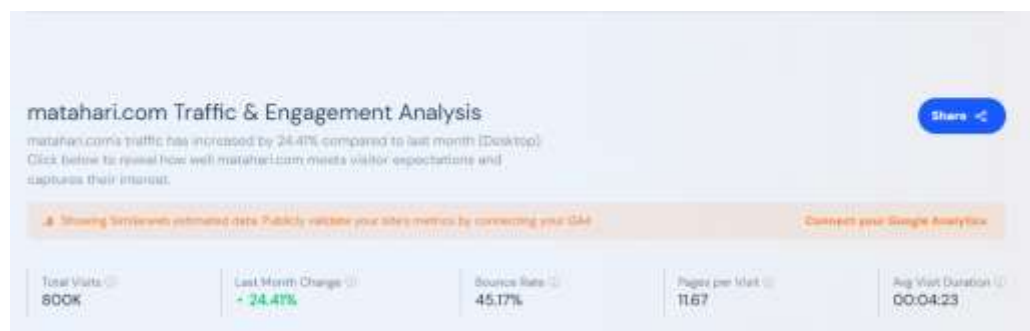 matahari.com Traffic & Engagement Analysis
Share
matahari.com's traffic has increased by 24.41% compared to last month (Desktop).
Click below to reveal how well matahari.com meets visitor expectations and
captures their interest.
Showing Similarweb estimated data. Publicly validate your site's metrics by connecting your GA4
Connect your Google Analytics
Total Visits
800K
Last Month Change
24.41%
Bounce Rate
45.17%
Pages per Visit
11.67
Avg Visit Duration
00:04:23